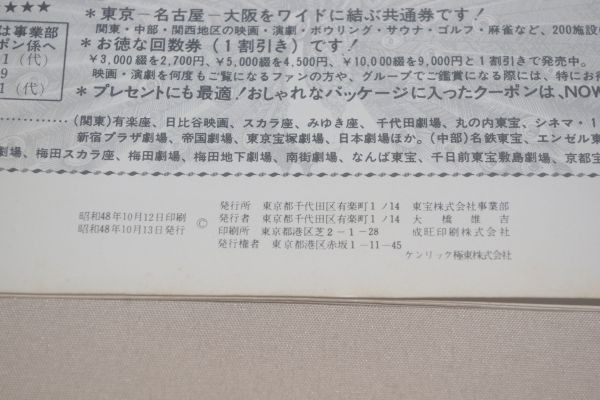 ★★★★
★東京−名古屋−大阪をワイドに結ぶ共通券です！
関東・中部・関西地区の映画・演劇・ボウリング・サウナ・ゴルフ・麻雀など、200施設
★お徳な回数券（1割引き）です！
￥3,000綴を2,700円、￥5,000綴を4,500円、￥10,000綴を9,000円と1割引きで発売中。
映画・演劇を何度もご覧になるファンの方や、グループでご鑑賞になる際には、特にお
★プレゼントにも最適！おしゃれなパッケージに入ったクーポンは、NOW
は事業部
ポン係へ
1（代）
9
1（代）
（関東）有楽座、日比谷映画、スカラ座、みゆき座、千代田劇場、丸の内東宝、シネマ・1
新宿プラザ劇場、帝国劇場、東京宝塚劇場、日本劇場ほか。（中部）名鉄東宝、エンゼル東
劇場、梅田スカラ座、梅田劇場、梅田地下劇場、南街劇場、なんば東宝、千日前東宝敷島劇場、京都宝
昭和48年10月12日印刷
昭和48年10月13日発行
©
発行所 東京都千代田区有楽町1ノ14 東宝株式会社事業部
発行者 東京都千代田区有楽町1ノ14 大橋雄吉
印刷所 東京都港区芝2−1−28 成旺印刷株式会社
発行権者 東京都港区赤坂1−11−45
ケンリック極東株式会社